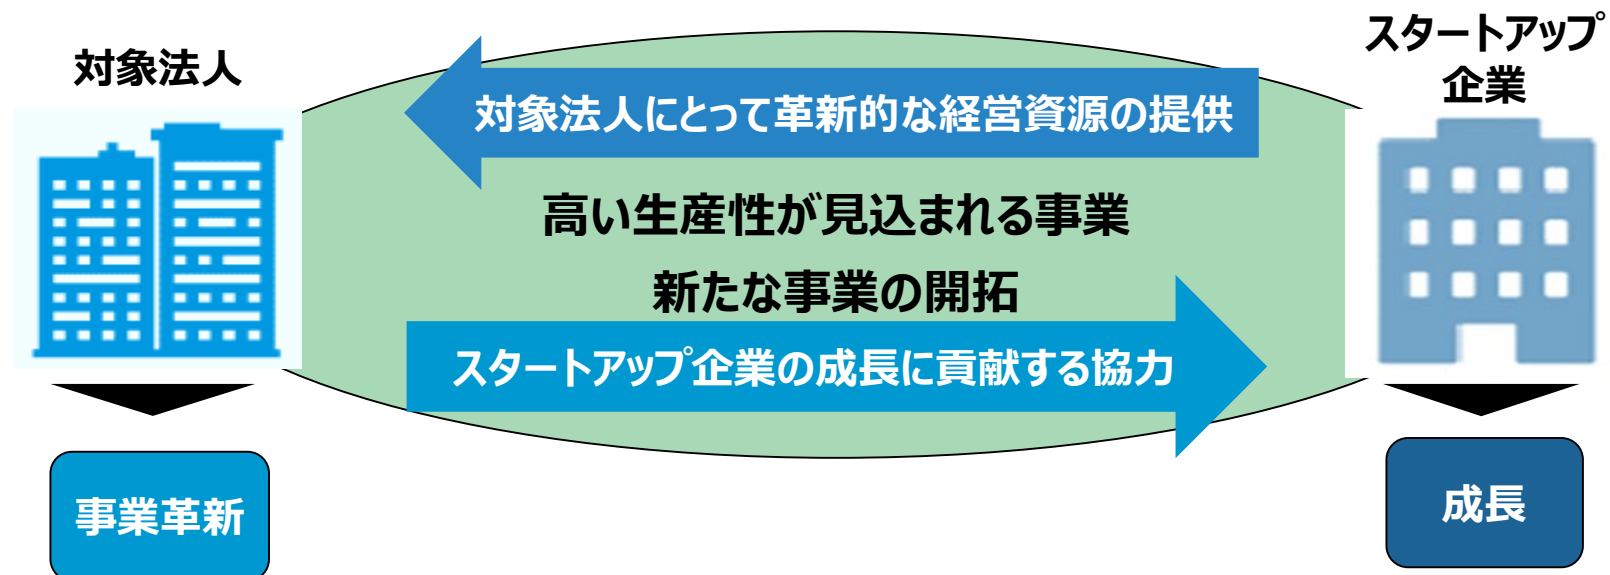 対象法人
スタートアップ
企業
対象法人にとって革新的な経営資源の提供
高い生産性が見込まれる事業
新たな事業の開拓
スタートアップ企業の成長に貢献する協力
事業革新
成長